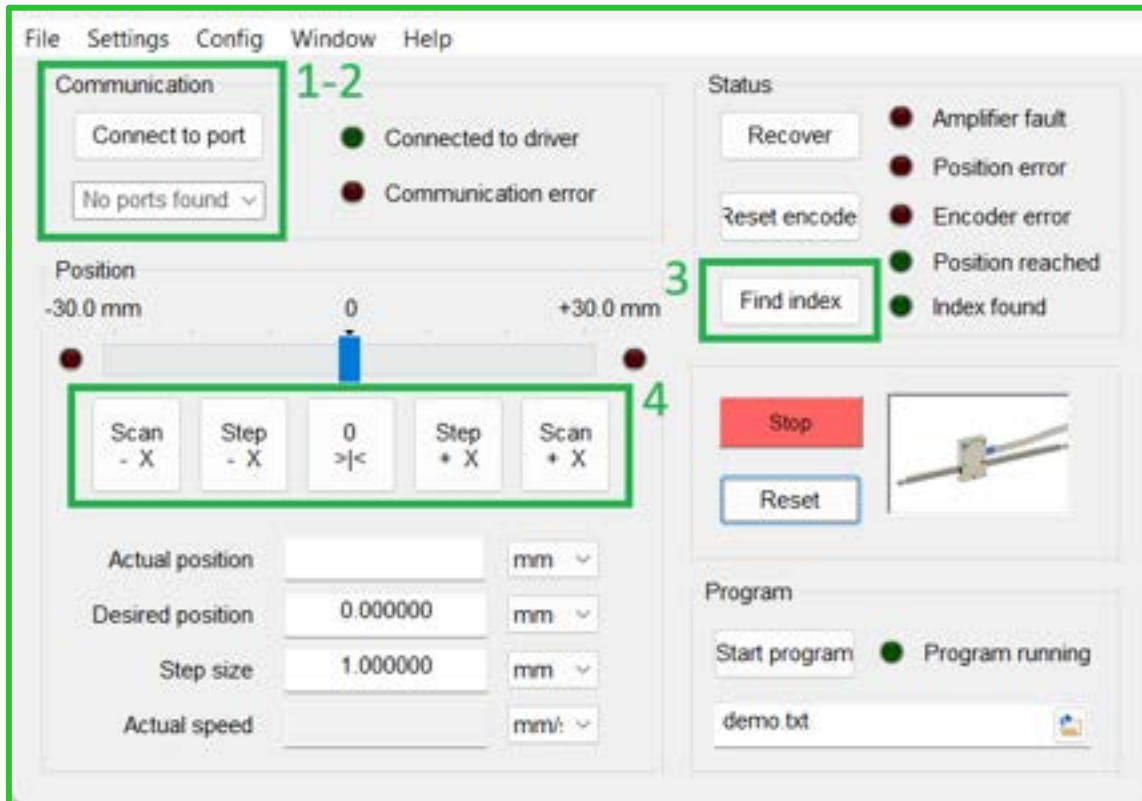 File Settings Config Window Help
Communication
1-2
Connect to port
Connected to driver
No ports found
Communication error
Status
Recover
Amplifier fault
Position error
Reset encode
Encoder error
Position reached
3
Find index
Index found
Position
-30.0 mm 0 +30.0 mm
4
Scan Step 0 Step Scan
- X - X >|< + X + X
Actual position mm
Desired position 0.000000 mm
Step size 1.000000 mm
Actual speed mm/s
Stop
Reset
Program
Start program Program running
demo.txt